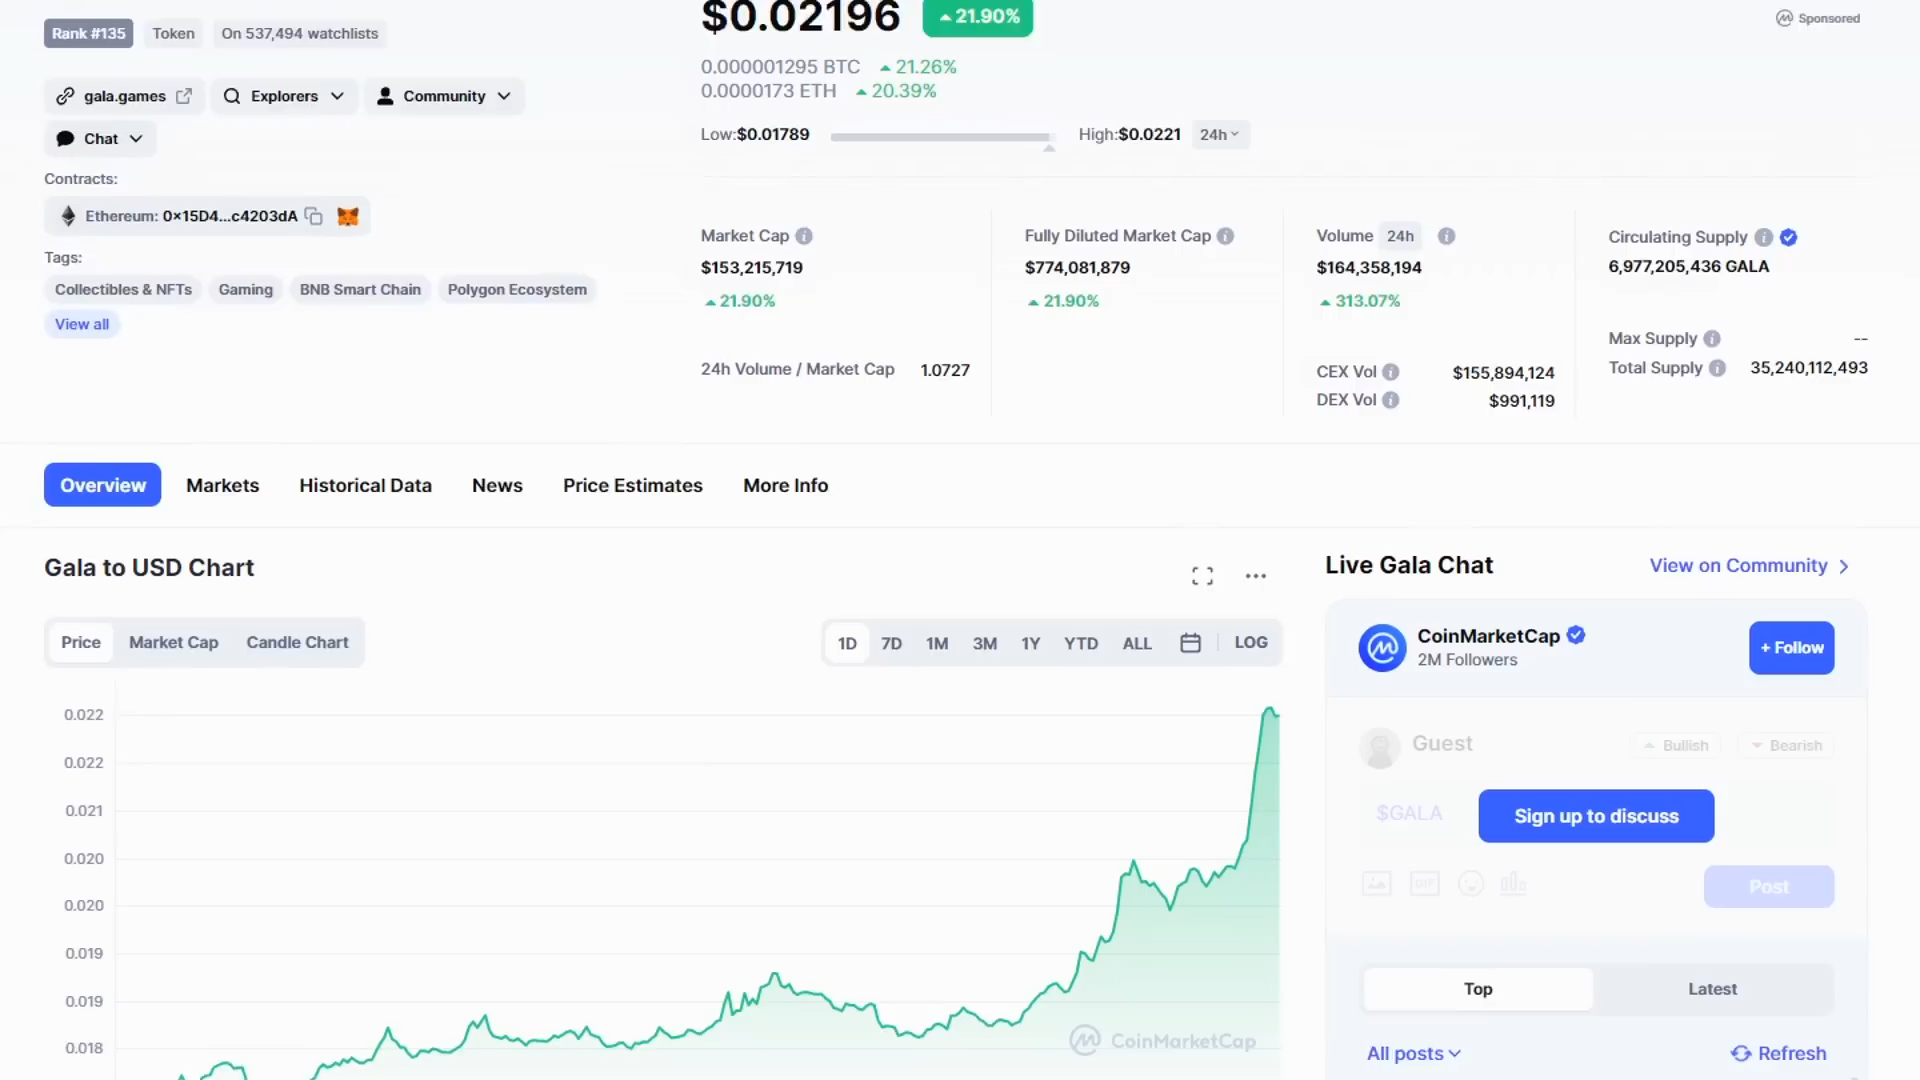 Rank #135 Token On 537,494 watchlists
gala.games Explorers Community
Chat
Contracts:
Ethereum: 0x15D4...c4203dA
Tags:
Collectibles & NFTs Gaming BNB Smart Chain Polygon Ecosystem
View all
$0.02196 21.90%
0.000001295 BTC 21.26%
0.0000173 ETH 20.39%
Low:$0.01789 High:$0.0221 24h
Sponsored
Market Cap
$153,215,719
21.90%
24h Volume / Market Cap 1.0727
Fully Diluted Market Cap
$774,081,879
21.90%
Volume 24h
$164,358,194
313.07%
CEX Vol $155,894,124
DEX Vol $991,119
Circulating Supply
6,977,205,436 GALA
Max Supply --
Total Supply 35,240,112,493
Overview Markets Historical Data News Price Estimates More Info
Gala to USD Chart
Price Market Cap Candle Chart
1D 7D 1M 3M 1Y YTD ALL LOG
0.022
0.022
0.021
0.020
0.020
0.019
0.019
0.018
CoinMarketCap
Live Gala Chat View on Community
CoinMarketCap
2M Followers
+ Follow
Guest Bullish Bearish
$GALA
Sign up to discuss
GIF
Post
Top Latest
All posts Refresh